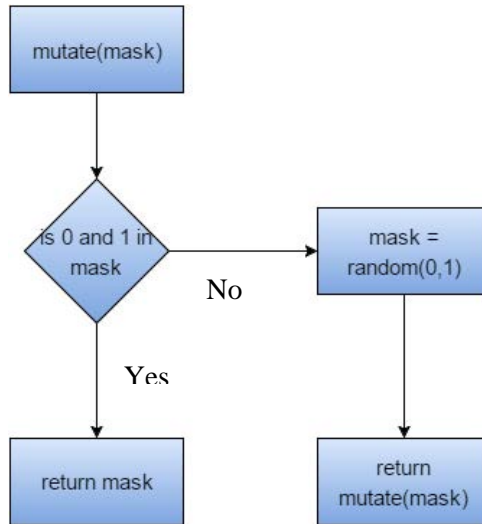 mutate(mask)
is 0 and 1 in
mask
mask =
random(0,1)
No
Yes
return mask
return
mutate(mask)